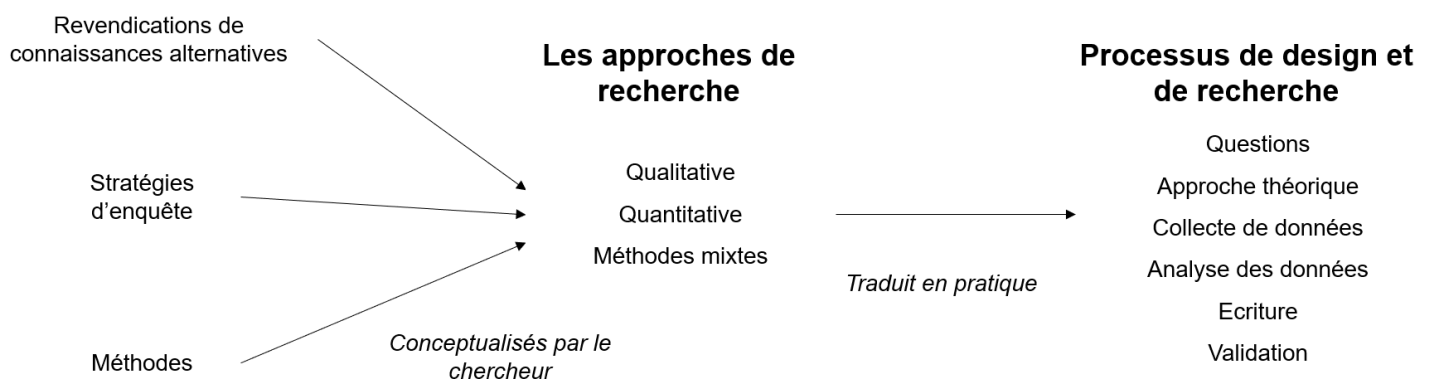 Revendications de
connaissances alternatives
Stratégies
d’enquête
Méthodes
Conceptualisés par le
chercheur
Les approches de
recherche
Qualitative
Quantitative
Méthodes mixtes
Traduit en pratique
Processus de design et
de recherche
Questions
Approche théorique
Collecte de données
Analyse des données
Ecriture
Validation